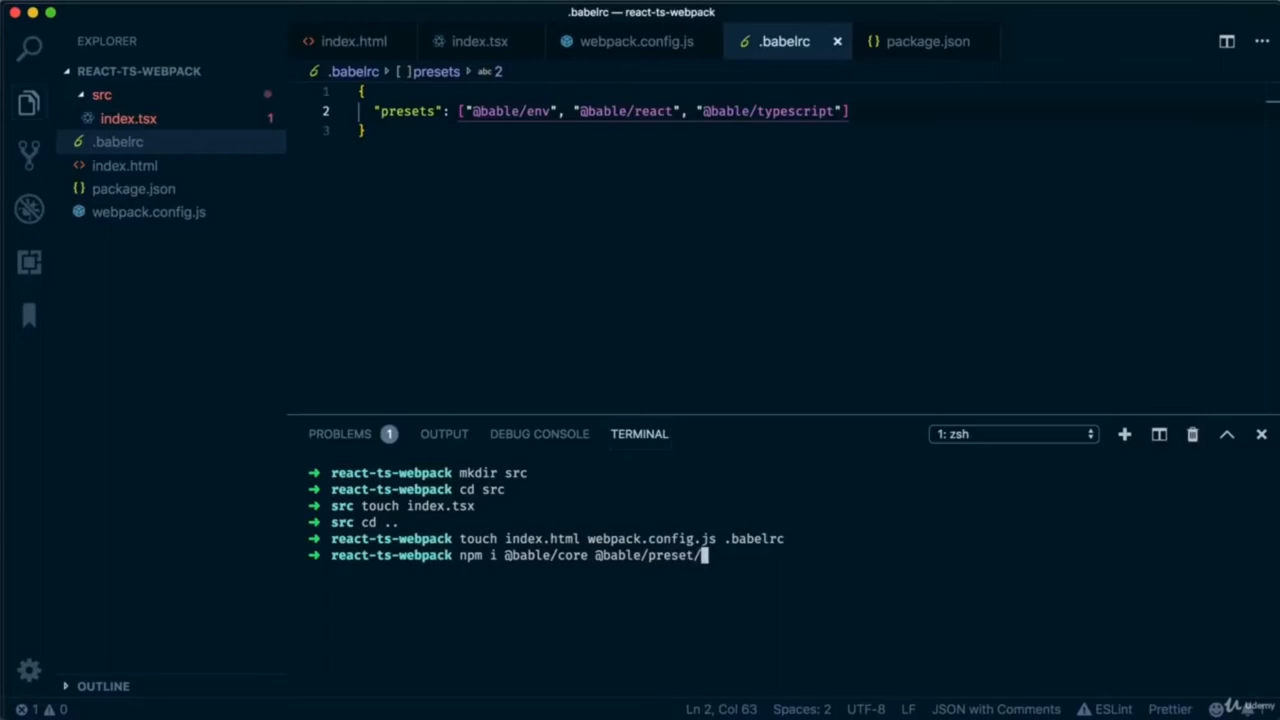 .babelrc — react-ts-webpack
EXPLORER
index.html
index.tsx
webpack.config.js
.babelrc
package.json
REACT-TS-WEBPACK
src
index.tsx 1
.babelrc
index.html
package.json
webpack.config.js
.babelrc [ ]presets abc 2
1 {
2 "presets": ["@bable/env", "@bable/react", "@bable/typescript"]
3 }
PROBLEMS 1 OUTPUT DEBUG CONSOLE TERMINAL
1: zsh
react-ts-webpack mkdir src
react-ts-webpack cd src
src touch index.tsx
src cd ..
react-ts-webpack touch index.html webpack.config.js .babelrc
react-ts-webpack npm i @bable/core @bable/preset/
OUTLINE
1 0
Ln 2, Col 63 Spaces: 2 UTF-8 LF JSON with Comments ESLint Prettier
Udemy